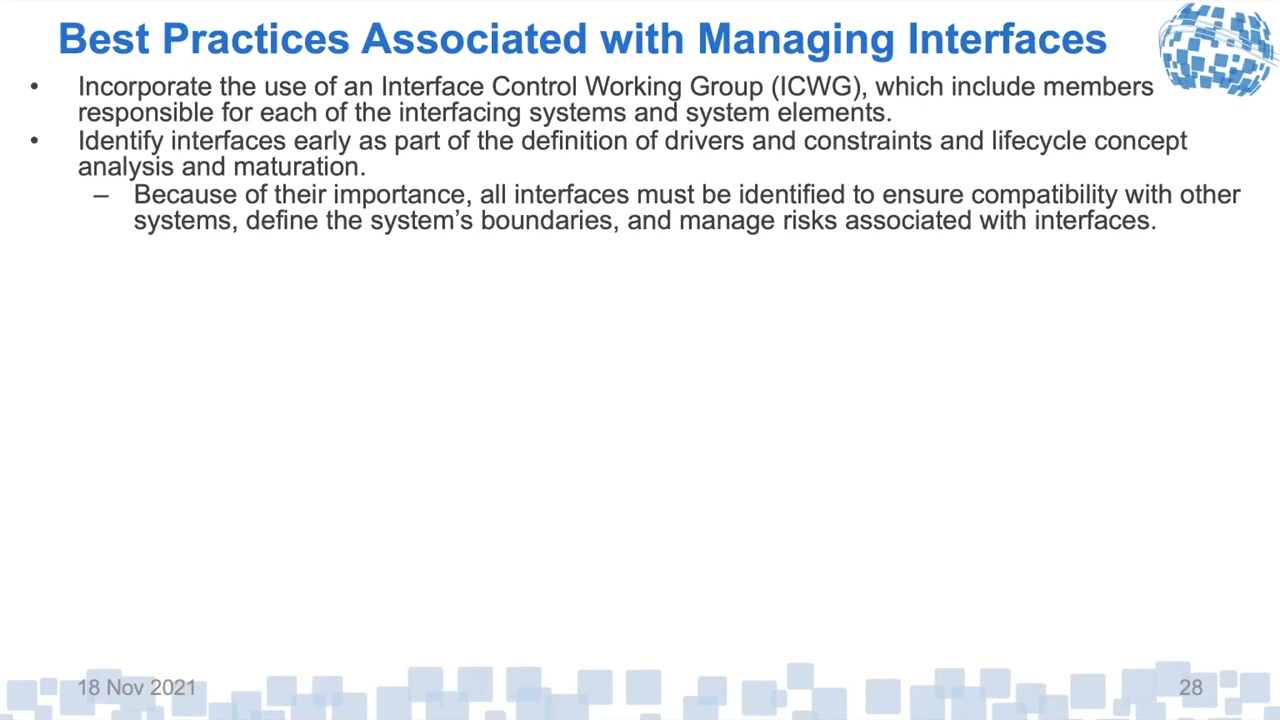 Best Practices Associated with Managing Interfaces
• Incorporate the use of an Interface Control Working Group (ICWG), which include members
responsible for each of the interfacing systems and system elements.
• Identify interfaces early as part of the definition of drivers and constraints and lifecycle concept
analysis and maturation.
– Because of their importance, all interfaces must be identified to ensure compatibility with other
systems, define the system’s boundaries, and manage risks associated with interfaces.
18 Nov 2021
28